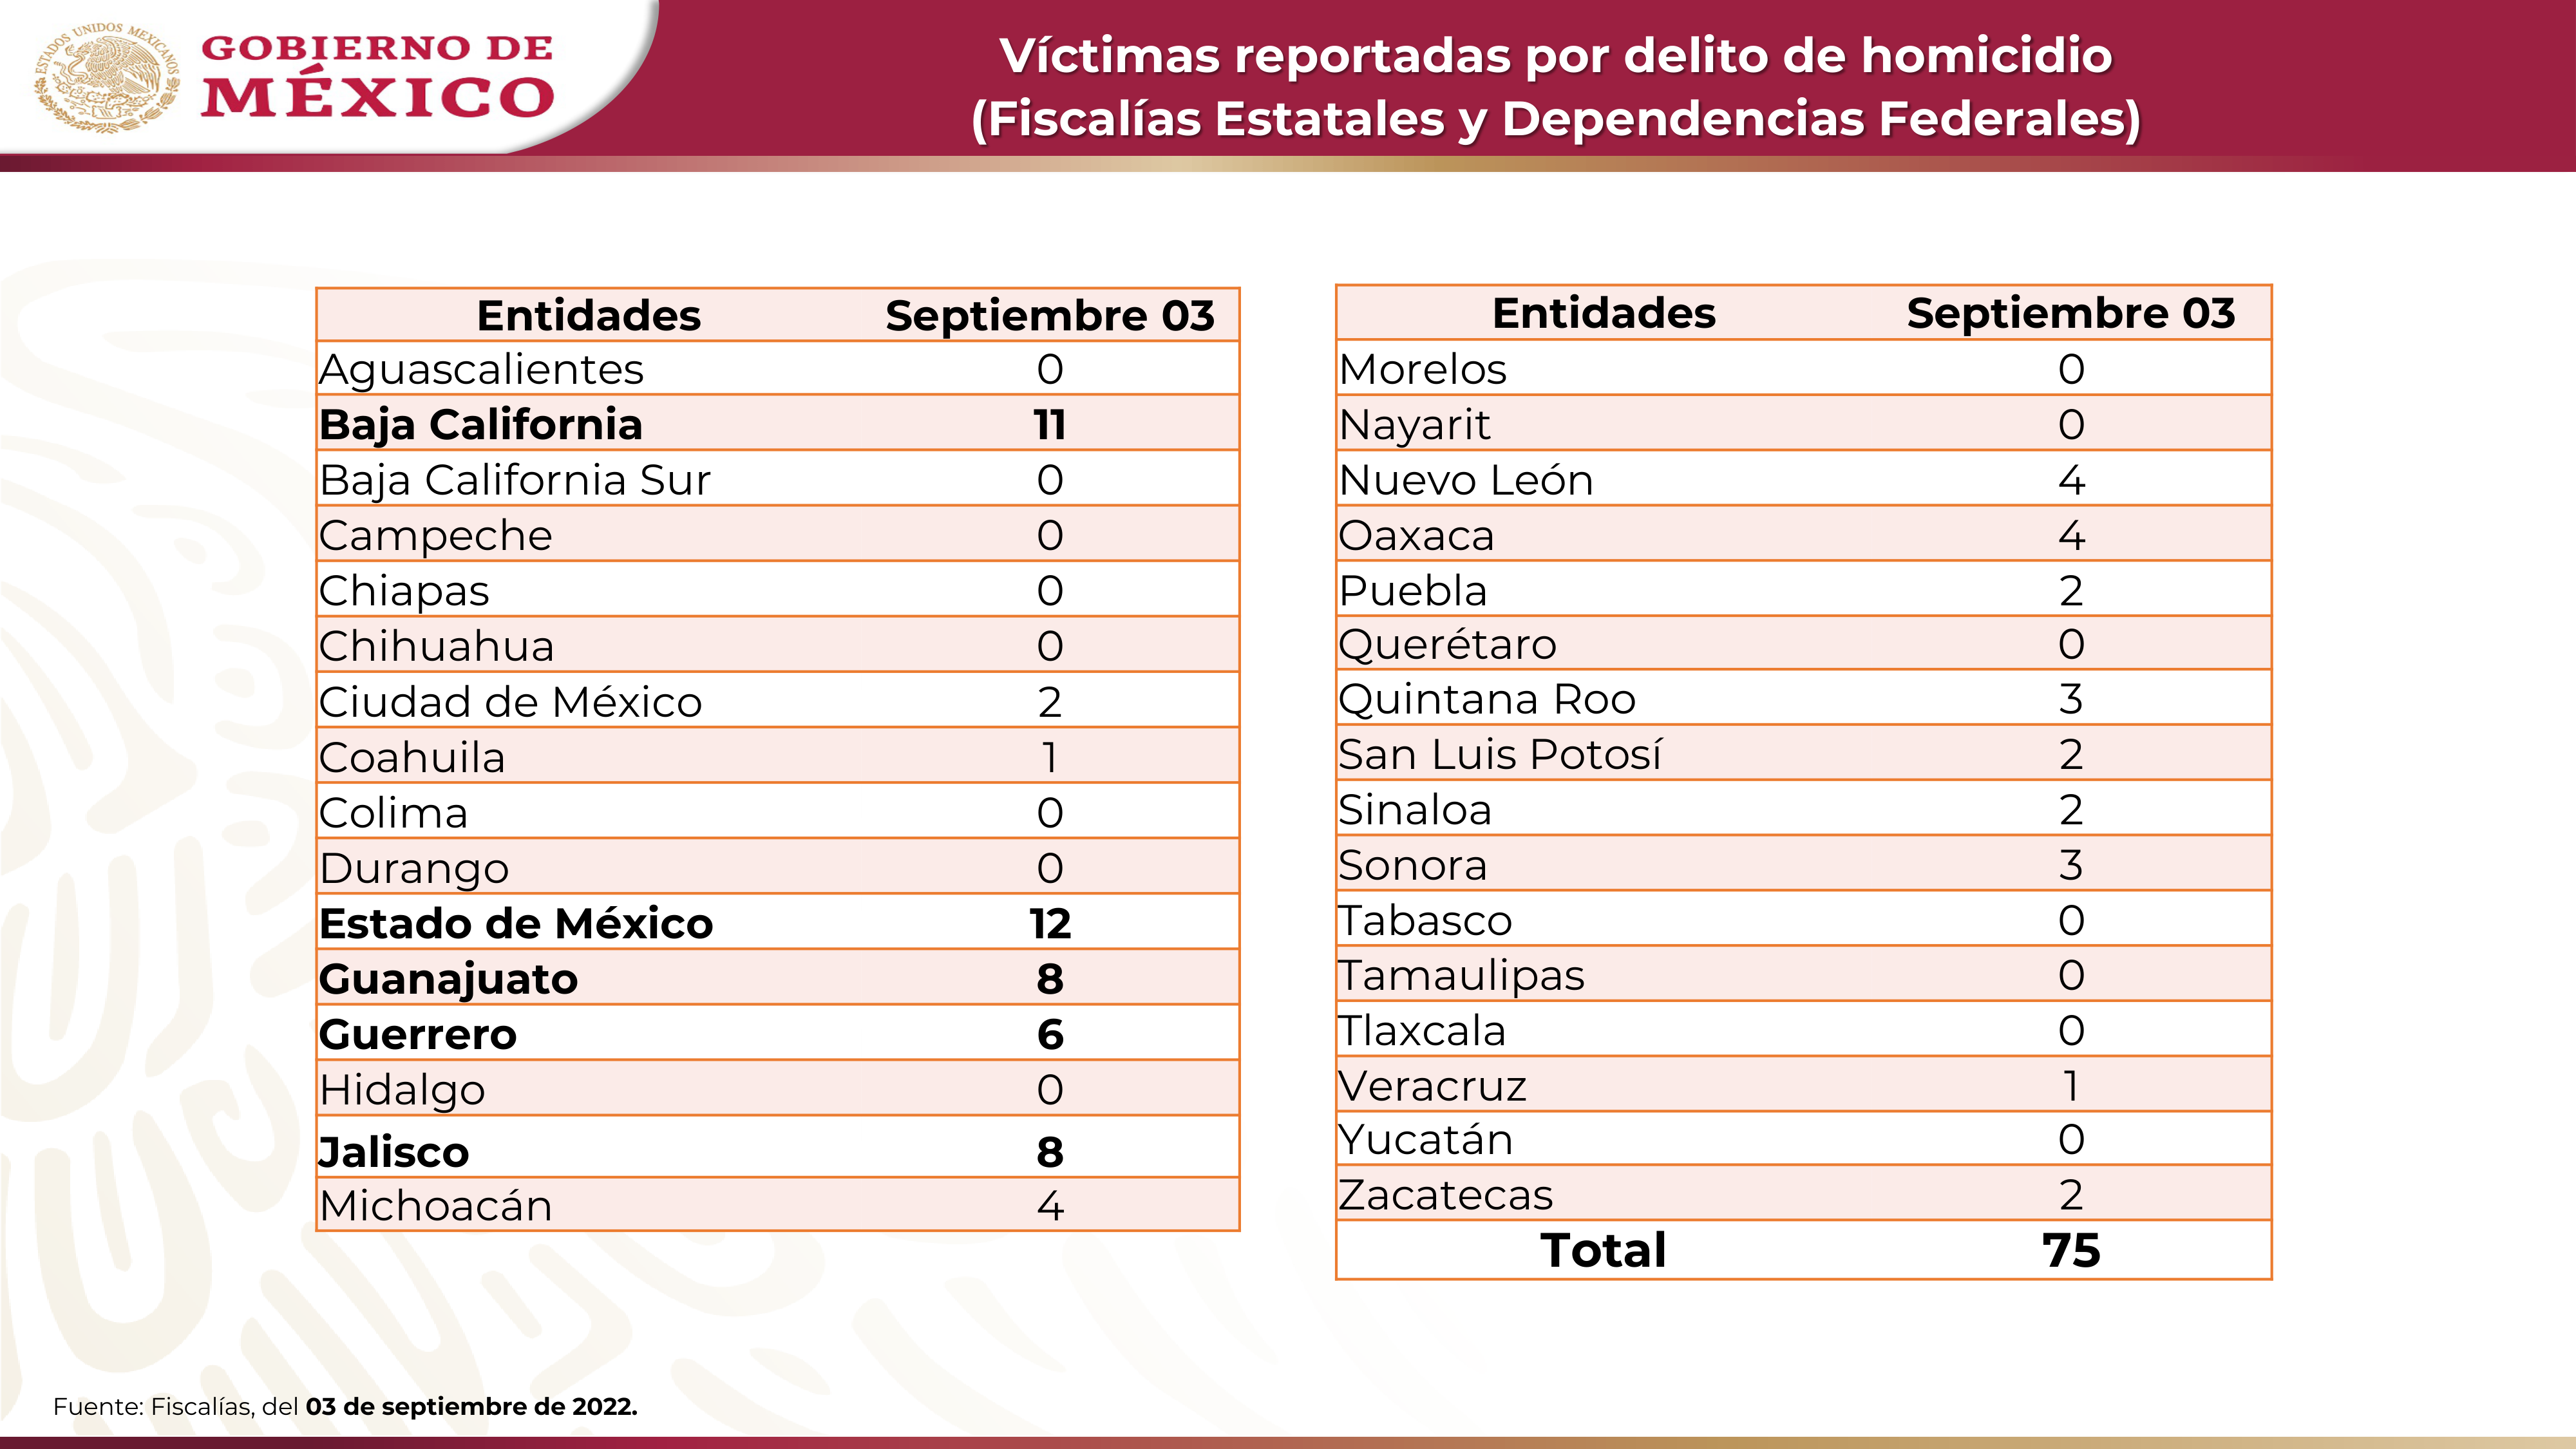 ESTADOS UNIDOS MEXICANOS
GOBIERNO DE
MÉXICO
Víctimas reportadas por delito de homicidio
(Fiscalías Estatales y Dependencias Federales)
Entidades Septiembre 03
Aguascalientes 0
Baja California 11
Baja California Sur 0
Campeche 0
Chiapas 0
Chihuahua 0
Ciudad de México 2
Coahuila 1
Colima 0
Durango 0
Estado de México 12
Guanajuato 8
Guerrero 6
Hidalgo 0
Jalisco 8
Michoacán 4
Entidades Septiembre 03
Morelos 0
Nayarit 0
Nuevo León 4
Oaxaca 4
Puebla 2
Querétaro 0
Quintana Roo 3
San Luis Potosí 2
Sinaloa 2
Sonora 3
Tabasco 0
Tamaulipas 0
Tlaxcala 0
Veracruz 1
Yucatán 0
Zacatecas 2
Total 75
Fuente: Fiscalías, del 03 de septiembre de 2022.